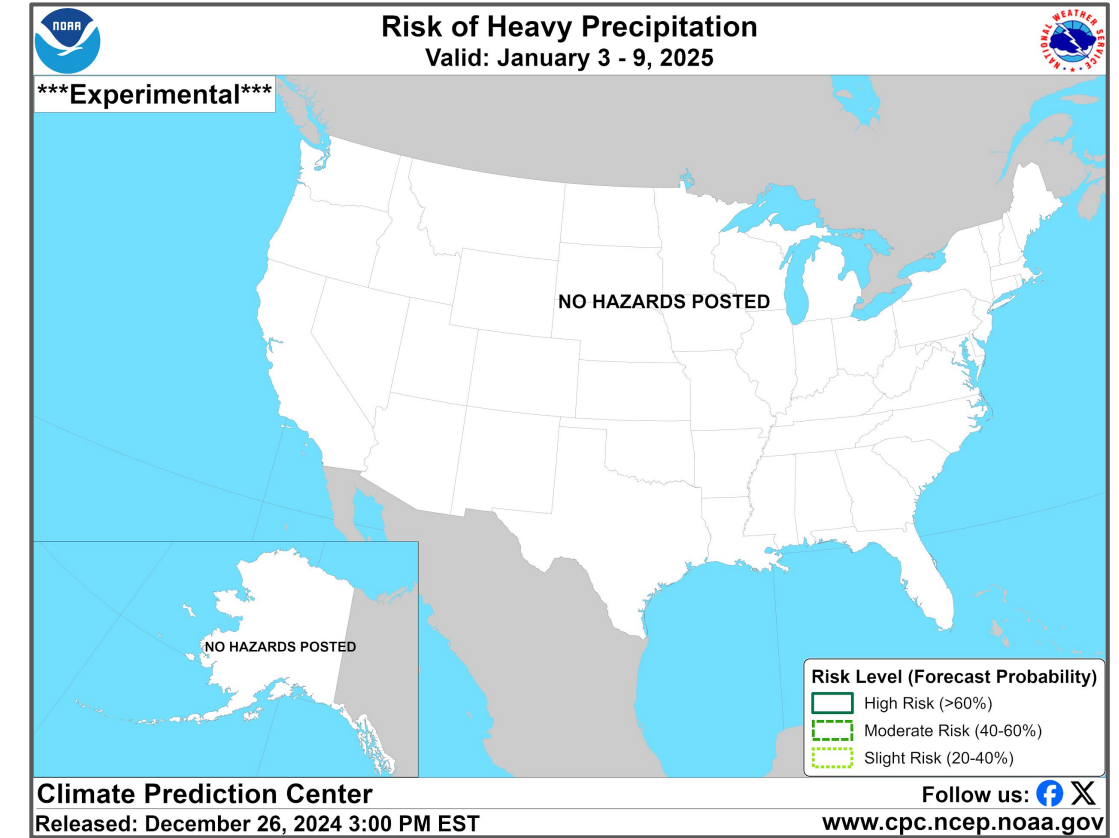 NOAA
Risk of Heavy Precipitation
Valid: January 3 - 9, 2025
NATIONAL WEATHER SERVICE
***Experimental***
NO HAZARDS POSTED
NO HAZARDS POSTED
Risk Level (Forecast Probability)
High Risk (>60%)
Moderate Risk (40-60%)
Slight Risk (20-40%)
Climate Prediction Center
Follow us:
Released: December 26, 2024 3:00 PM EST
www.cpc.ncep.noaa.gov